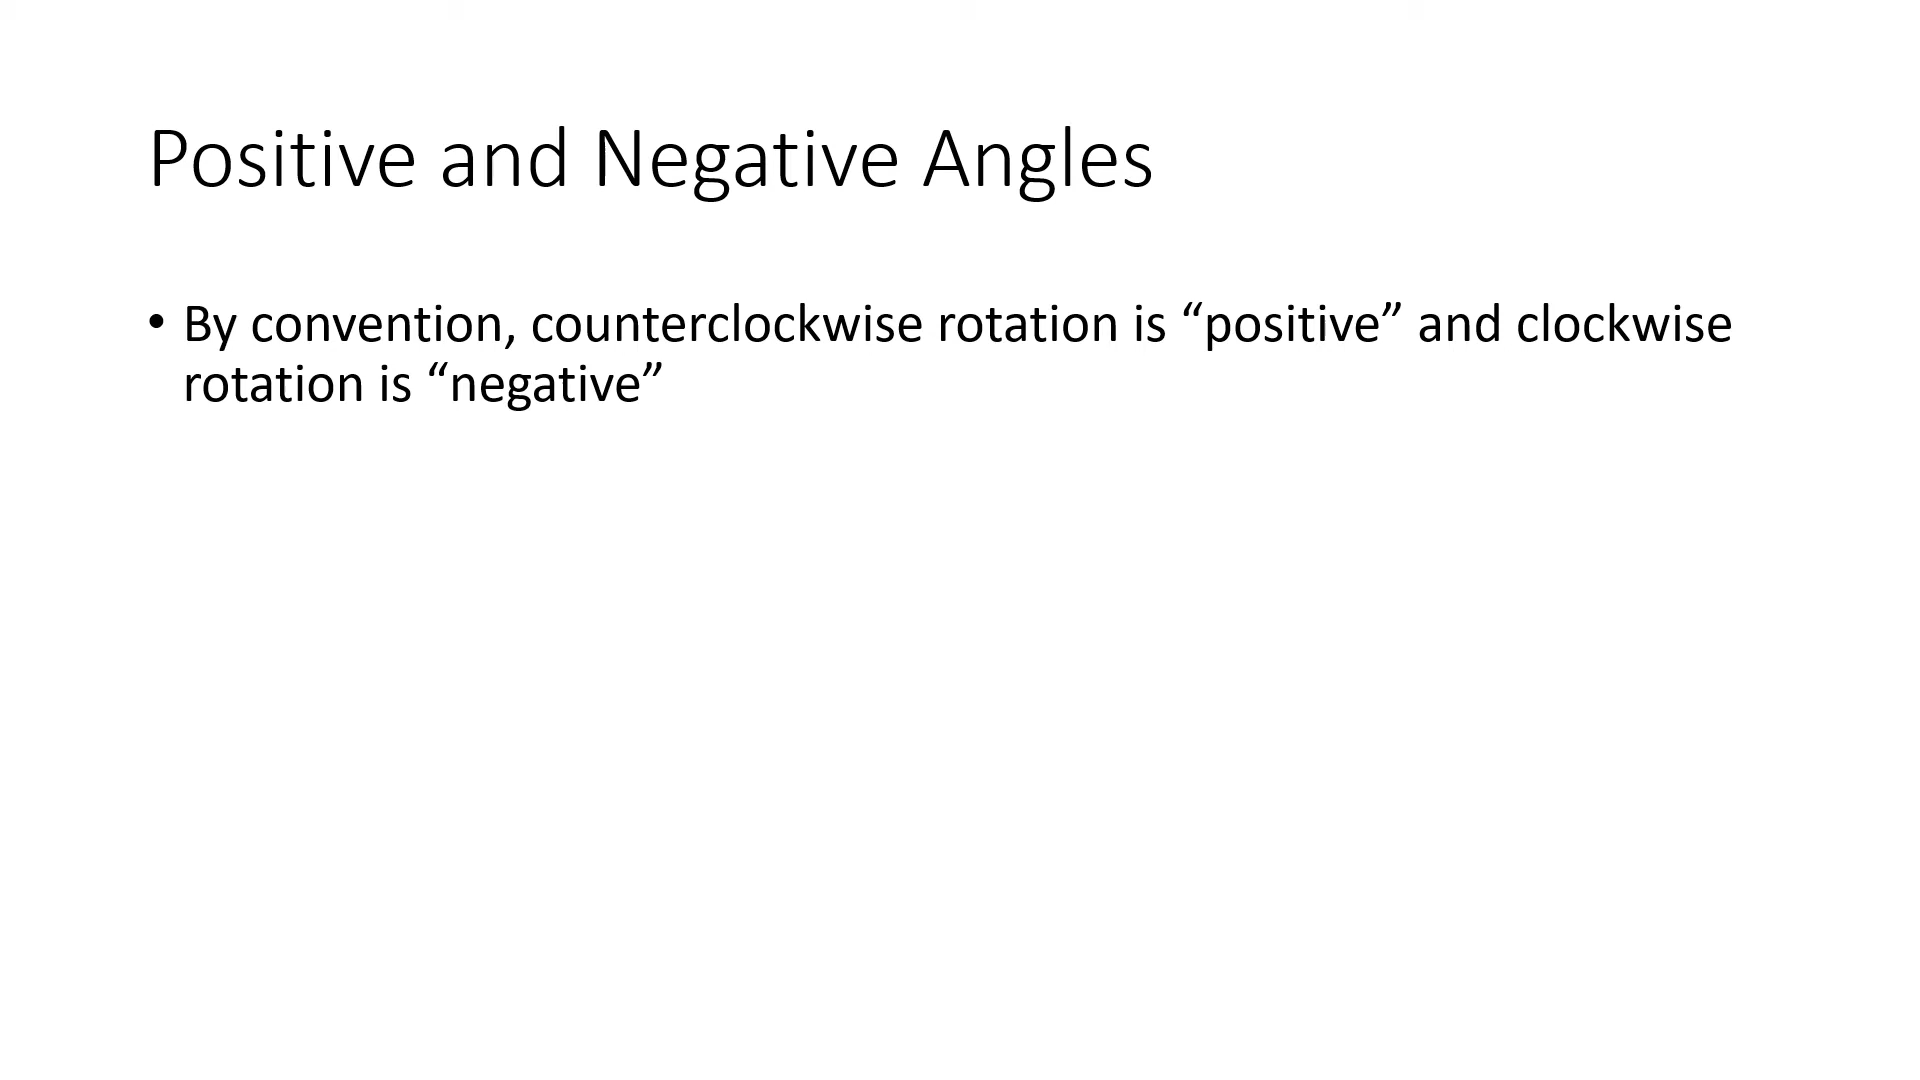 Positive and Negative Angles
• By convention, counterclockwise rotation is “positive” and clockwise
rotation is “negative”